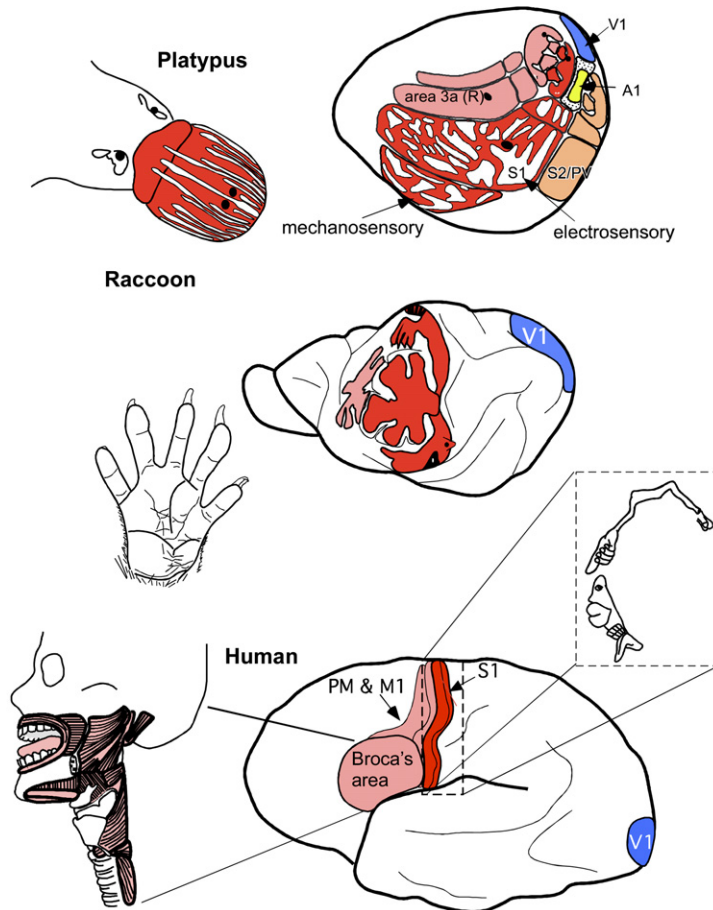 Platypus
V1
A1
area 3a (R)
S1
S2/PV
mechanosensory
electrosensory
Raccoon
V1
Human
PM & M1
S1
Broca's
area
V1